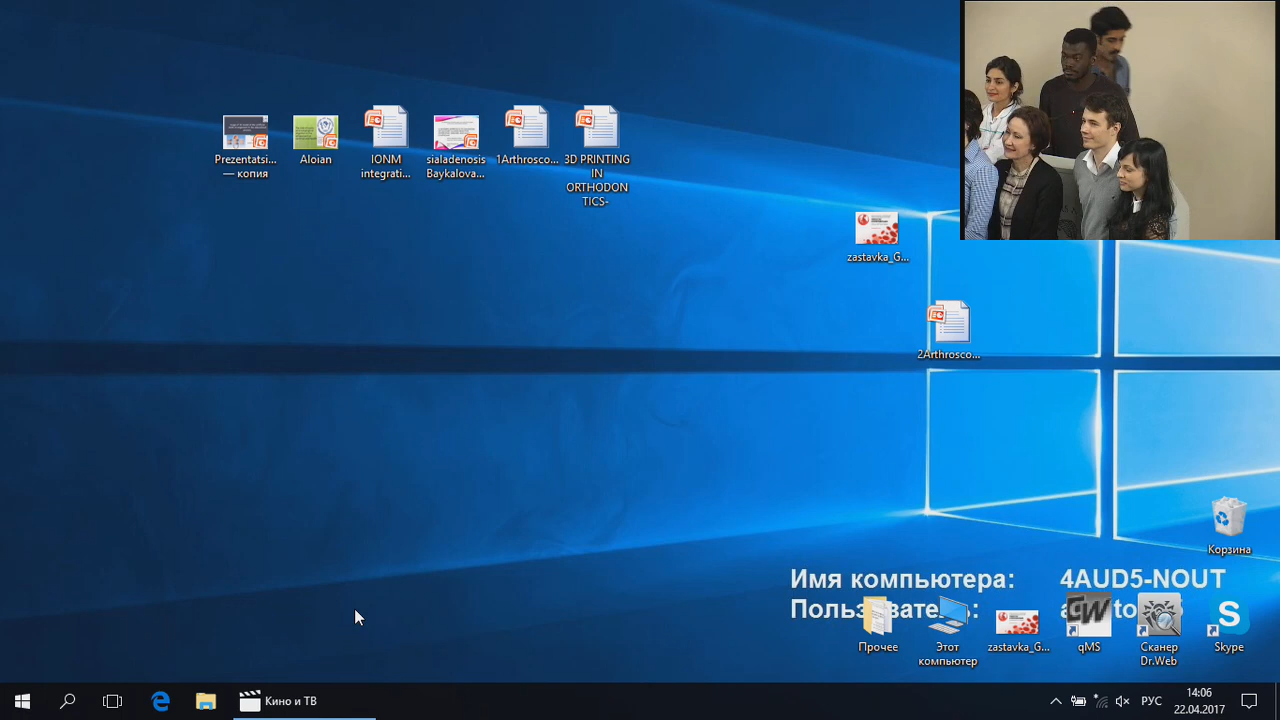 Prezentatsi...
— копия
Aloian
IONM
integrati...
sialadenosis
Baykalova...
1Arthrosco...
3D PRINTING
IN
ORTHODON
TICS-
zastavka_G...
2Arthrosco...
Корзина
Имя компьютера: 4AUD5-NOUT
Прочее
Этот
компьютер
zastavka_G...
qMS
Сканер
Dr.Web
Skype
Кино и ТВ
РУС
14:06
22.04.2017